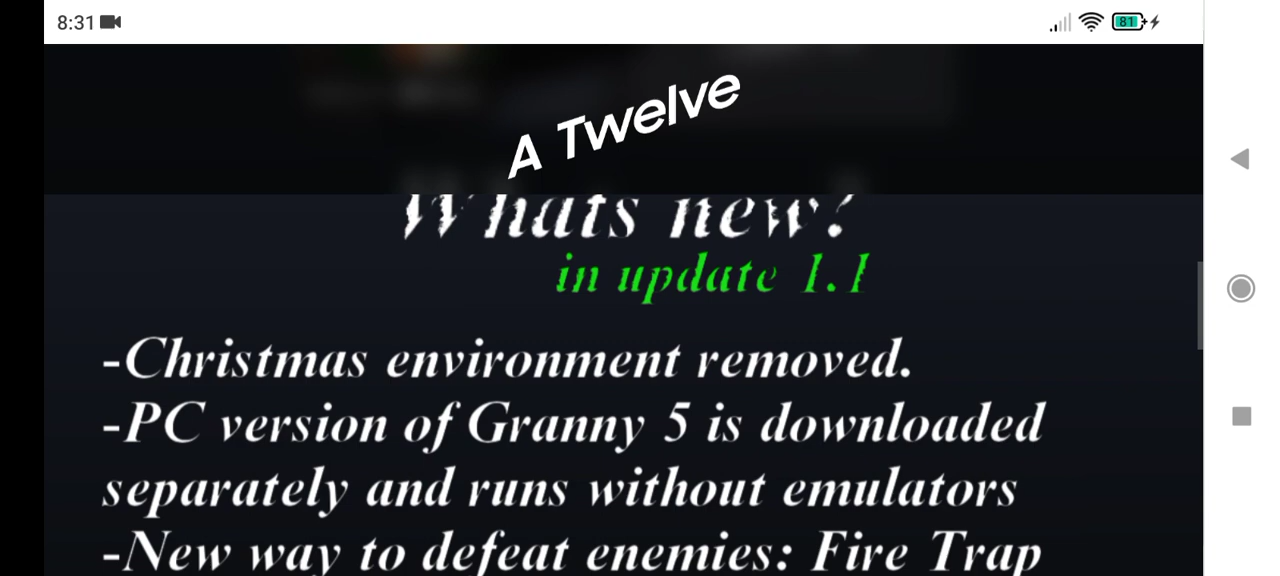 8:31
81
A Twelve
Whats new?
in update 1.1
-Christmas environment removed.
-PC version of Granny 5 is downloaded
separately and runs without emulators
-New way to defeat enemies: Fire Trap